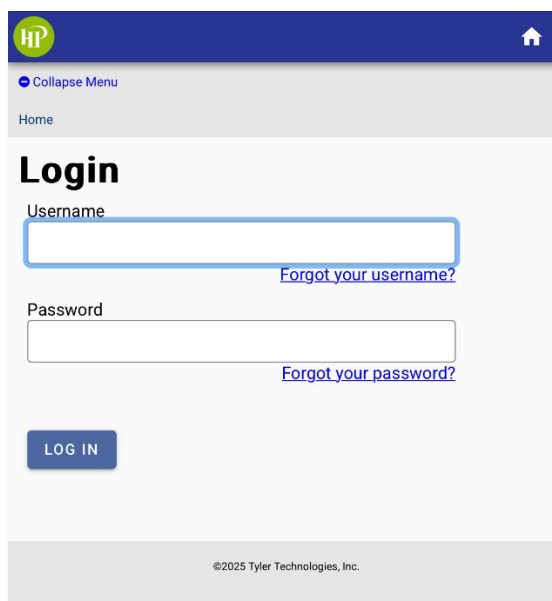 HP
Collapse Menu
Home
Login
Username
Forgot your username?
Password
Forgot your password?
LOG IN
©2025 Tyler Technologies, Inc.